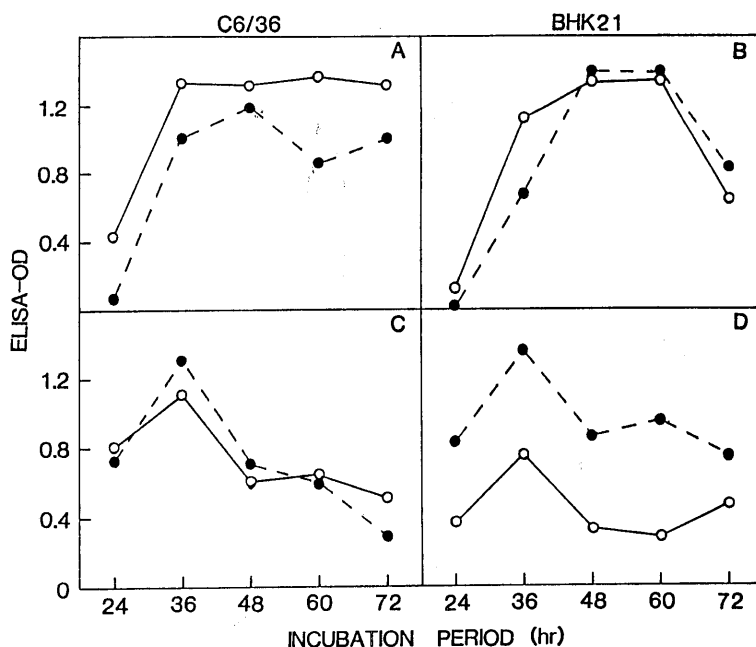 C6/36
BHK21
A
B
1.2
0.8
0.4
ELISA-OD
C
D
1.2
0.8
0.4
0
24 36 48 60 72
24 36 48 60 72
INCUBATION PERIOD (hr)